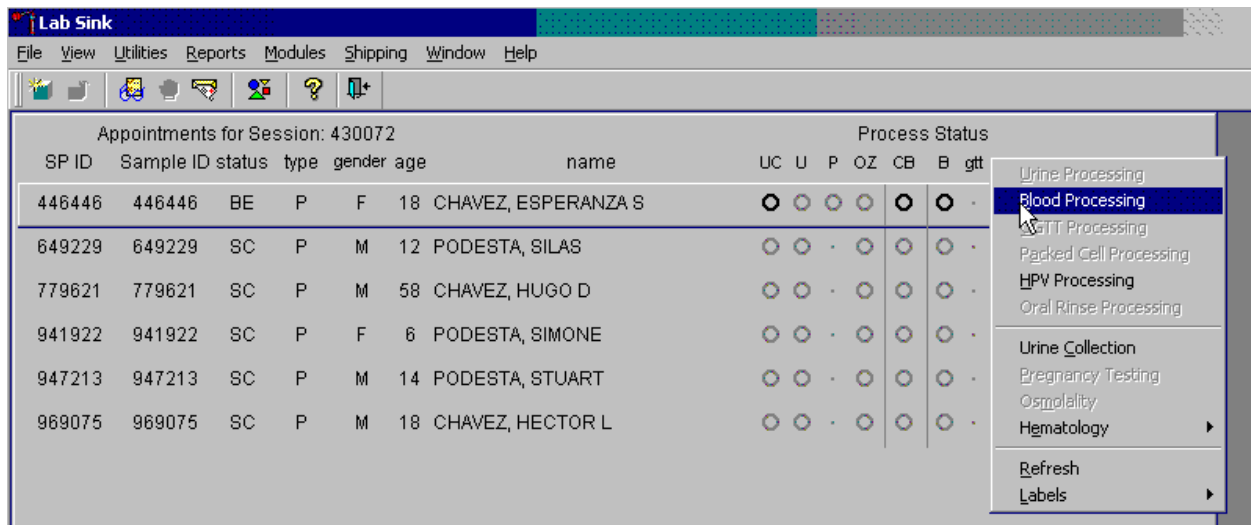 Lab Sink
File View Utilities Reports Modules Shipping Window Help
Appointments for Session: 430072 Process Status
SP ID Sample ID status type gender age name UC U P OZ CB B gtt
446446 446446 BE P F 18 CHAVEZ, ESPERANZA S
649229 649229 SC P M 12 PODESTA, SILAS
779621 779621 SC P M 58 CHAVEZ, HUGO D
941922 941922 SC P F 6 PODESTA, SIMONE
947213 947213 SC P M 14 PODESTA, STUART
969075 969075 SC P M 18 CHAVEZ, HECTOR L
Urine Processing
Blood Processing
Processing
Packed Cell Processing
HPV Processing
Oral Rinse Processing
Urine Collection
Pregnancy Testing
Osmolality
Hematology
Refresh
Labels